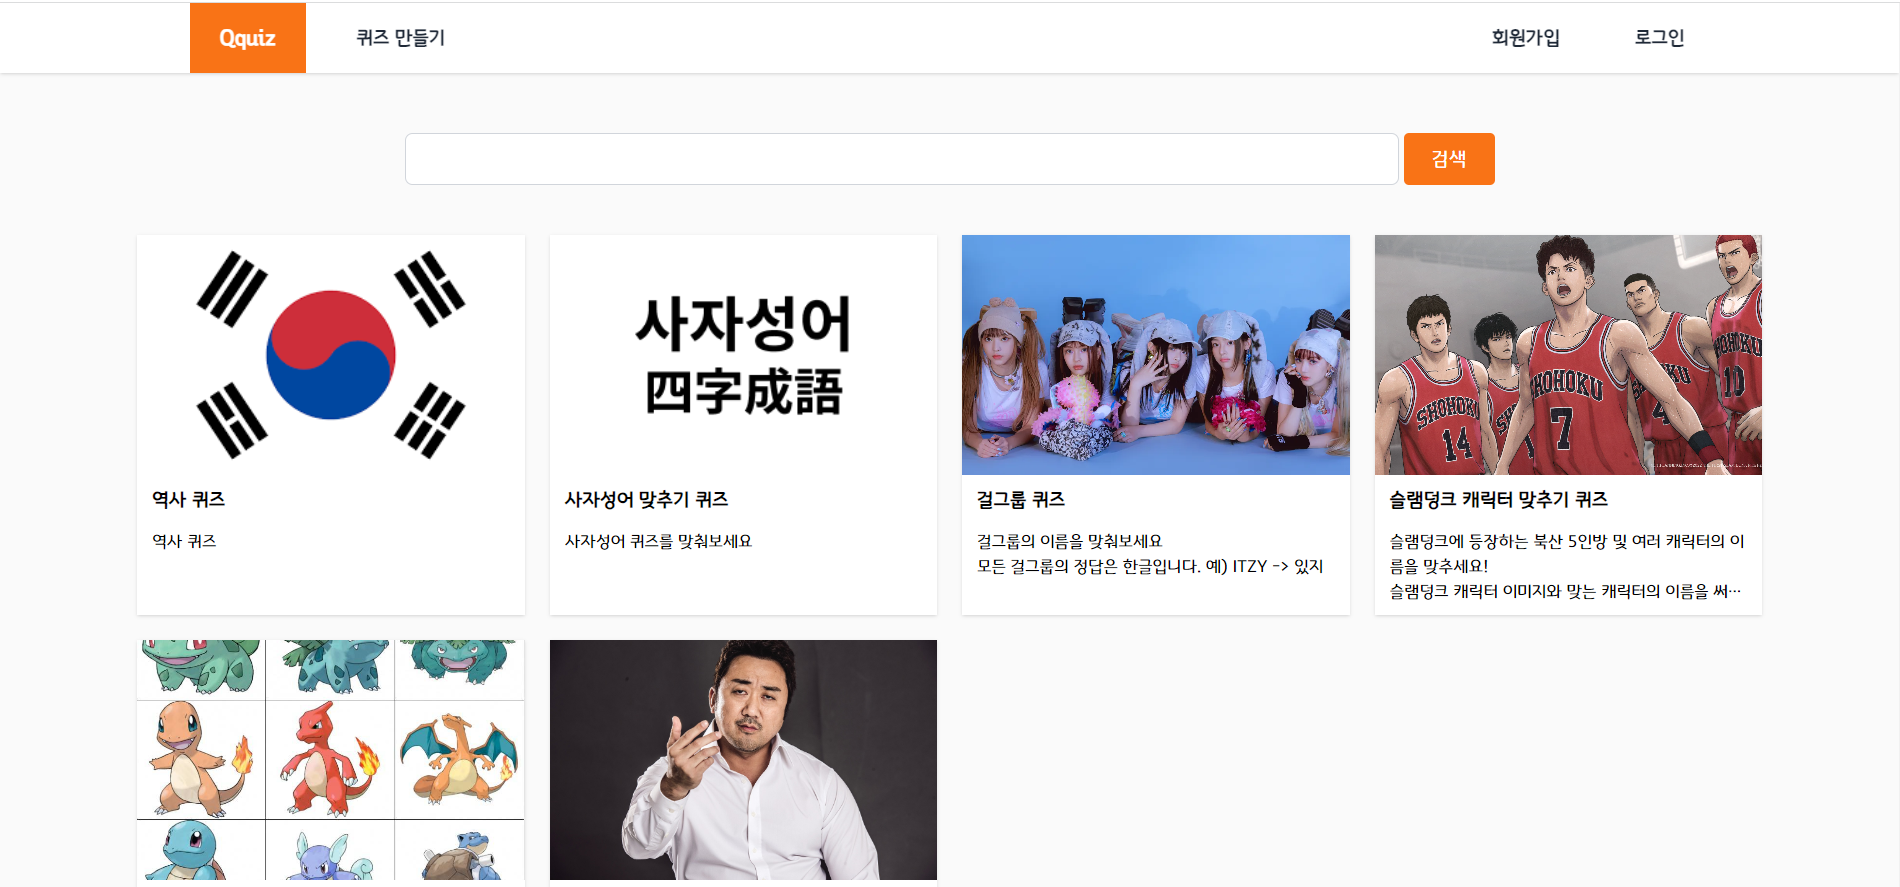 Qquiz
퀴즈 만들기
회원가입
로그인
검색
사자성어
四字成語
SHOHOKU
14
SHOHOKU
7
4
KU
HOKU
10
역사 퀴즈
역사 퀴즈
사자성어 맞추기 퀴즈
사자성어 퀴즈를 맞춰보세요
걸그룹 퀴즈
걸그룹의 이름을 맞춰보세요
모든 걸그룹의 정답은 한글입니다. 예) ITZY -> 있지
슬램덩크 캐릭터 맞추기 퀴즈
슬램덩크에 등장하는 북산 5인방 및 여러 캐릭터의 이
름을 맞추세요!
슬램덩크 캐릭터 이미지와 맞는 캐릭터의 이름을 써…